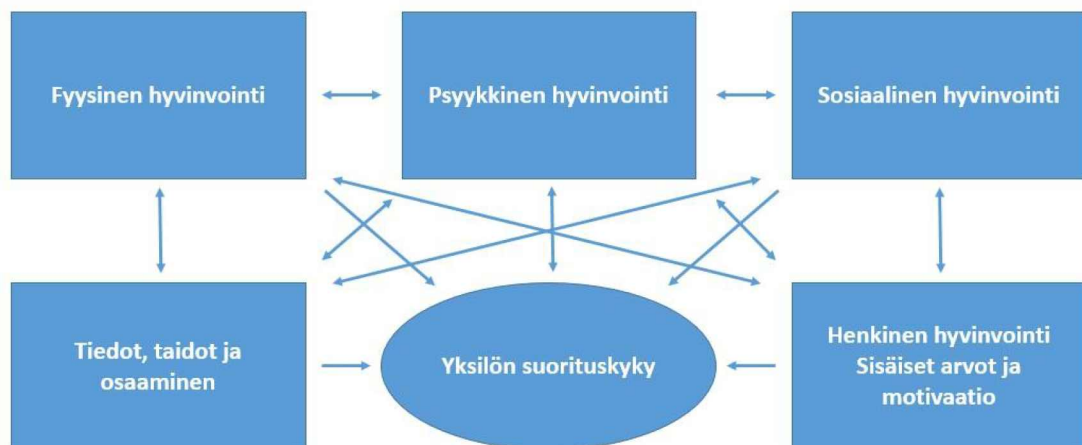 Fyysinen hyvinvointi
Psyykkinen hyvinvointi
Sosiaalinen hyvinvointi
Tiedot, taidot ja
osaaminen
Yksilön suorituskyky
Henkinen hyvinvointi
Sisäiset arvot ja
motivaatio